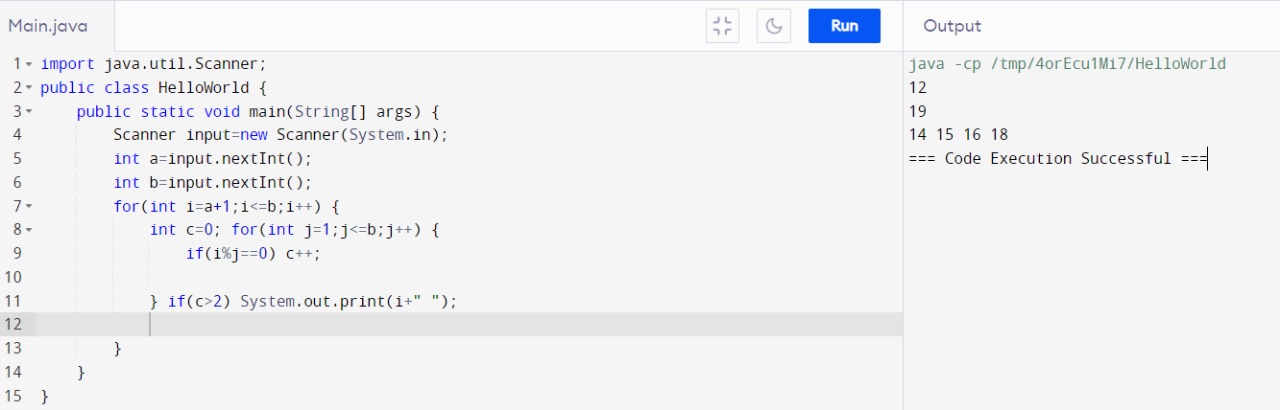 Main.java
Run
Output
1 import java.util.Scanner;
2 public class HelloWorld {
3 public static void main(String[] args) {
4 Scanner input=new Scanner(System.in);
5 int a=input.nextInt();
6 int b=input.nextInt();
7 for(int i=a+1;i<=b;i++) {
8 int c=0; for(int j=1;j<=b;j++) {
9 if(i%j==0) c++;
10
11 } if(c>2) System.out.print(i+" ");
12
13 }
14 }
15 }
java -cp /tmp/4orEcu1Mi7/HelloWorld
12
19
14 15 16 18
=== Code Execution Successful ===